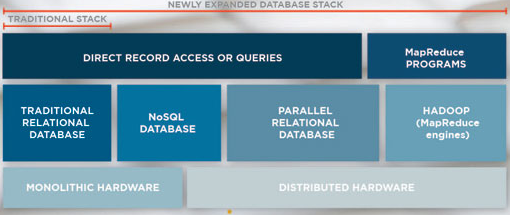 NEWLY EXPANDED DATABASE STACK
TRADITIONAL STACK
DIRECT RECORD ACCESS OR QUERIES
MapReduce
PROGRAMS
TRADITIONAL
RELATIONAL
DATABASE
NoSQL
DATABASE
PARALLEL
RELATIONAL
DATABASE
HADOOP
(MapReduce
engines)
MONOLITHIC HARDWARE
DISTRIBUTED HARDWARE